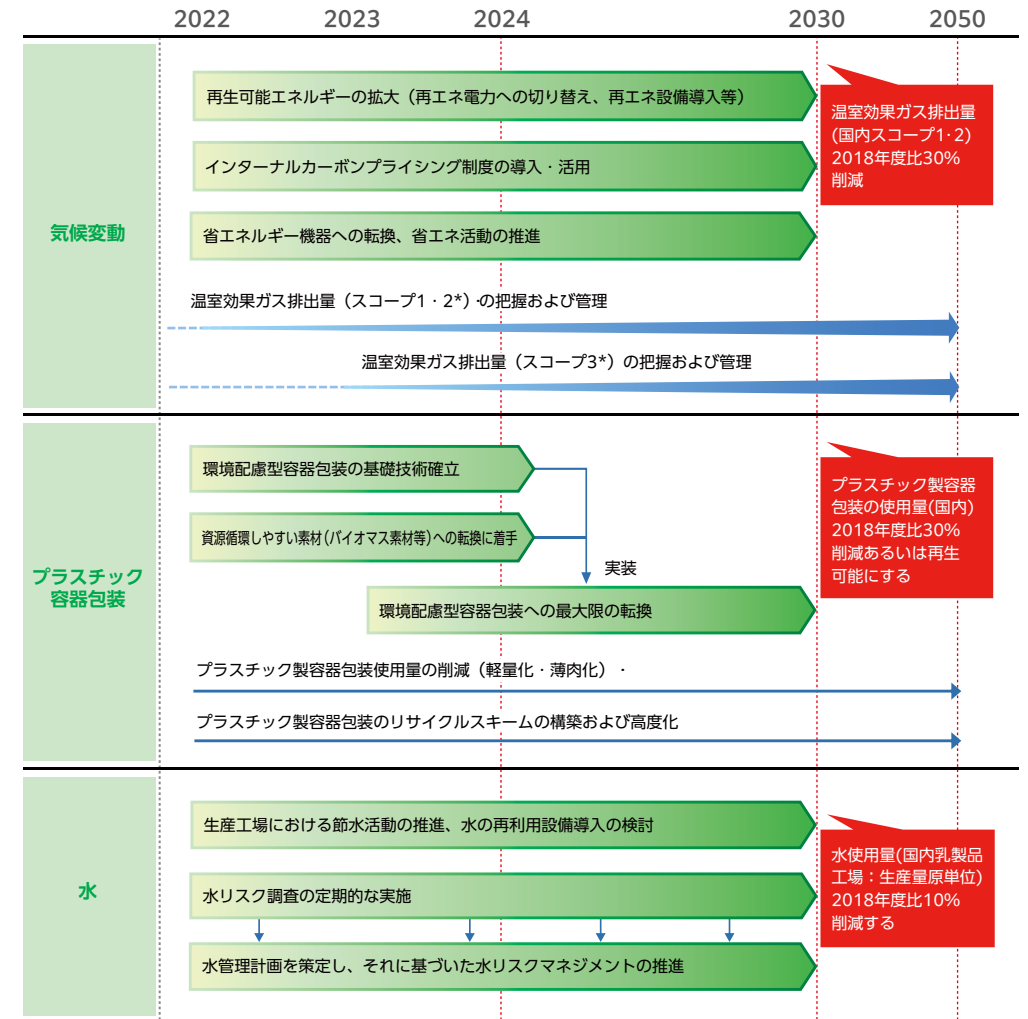 2022 2023 2024 2030 2050
気候変動
再生可能エネルギーの拡大（再エネ電力への切り替え、再エネ設備導入等）
インターナルカーボンプライシング制度の導入・活用
省エネルギー機器への転換、省エネ活動の推進
温室効果ガス排出量（スコープ1・2*）・の把握および管理
温室効果ガス排出量（スコープ3*）の把握および管理
温室効果ガス排出量
(国内スコープ1・2)
2018年度比30%
削減
プラスチック
容器包装
環境配慮型容器包装の基礎技術確立
資源循環しやすい素材（バイオマス素材等）への転換に着手
実装
環境配慮型容器包装への最大限の転換
プラスチック製容器包装使用量の削減（軽量化・薄肉化）・
プラスチック製容器包装のリサイクルスキームの構築および高度化
プラスチック製容器
包装の使用量(国内)
2018年度比30%
削減あるいは再生
可能にする
水
生産工場における節水活動の推進、水の再利用設備導入の検討
水リスク調査の定期的な実施
水管理計画を策定し、それに基づいた水リスクマネジメントの推進
水使用量(国内乳製品
工場：生産量原単位)
2018年度比10%
削減する